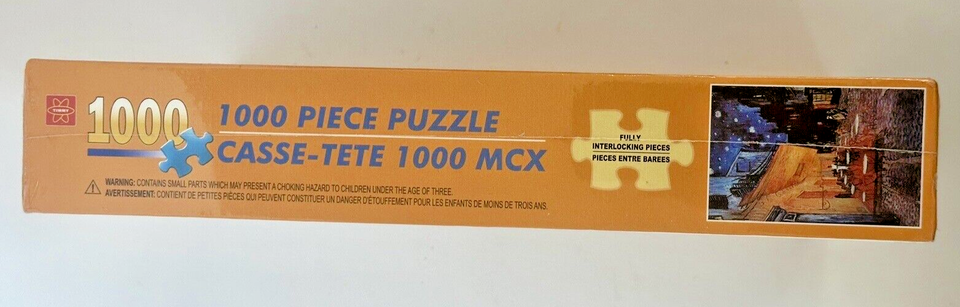 1000
1000 PIECE PUZZLE
CASSE-TETE 1000 MCX
FULLY
INTERLOCKING PIECES
PIECES ENTRE BAREES
WARNING: CONTAINS SMALL PARTS WHICH MAY PRESENT A CHOKING HAZARD TO CHILDREN UNDER THE AGE OF THREE.
AVERTISSEMENT: CONTIENT DE PETITES PIÈCES QUI PEUVENT CONSTITUER UN DANGER D'ÉTOUFFEMENT POUR LES ENFANTS DE MOINS DE TROIS ANS.